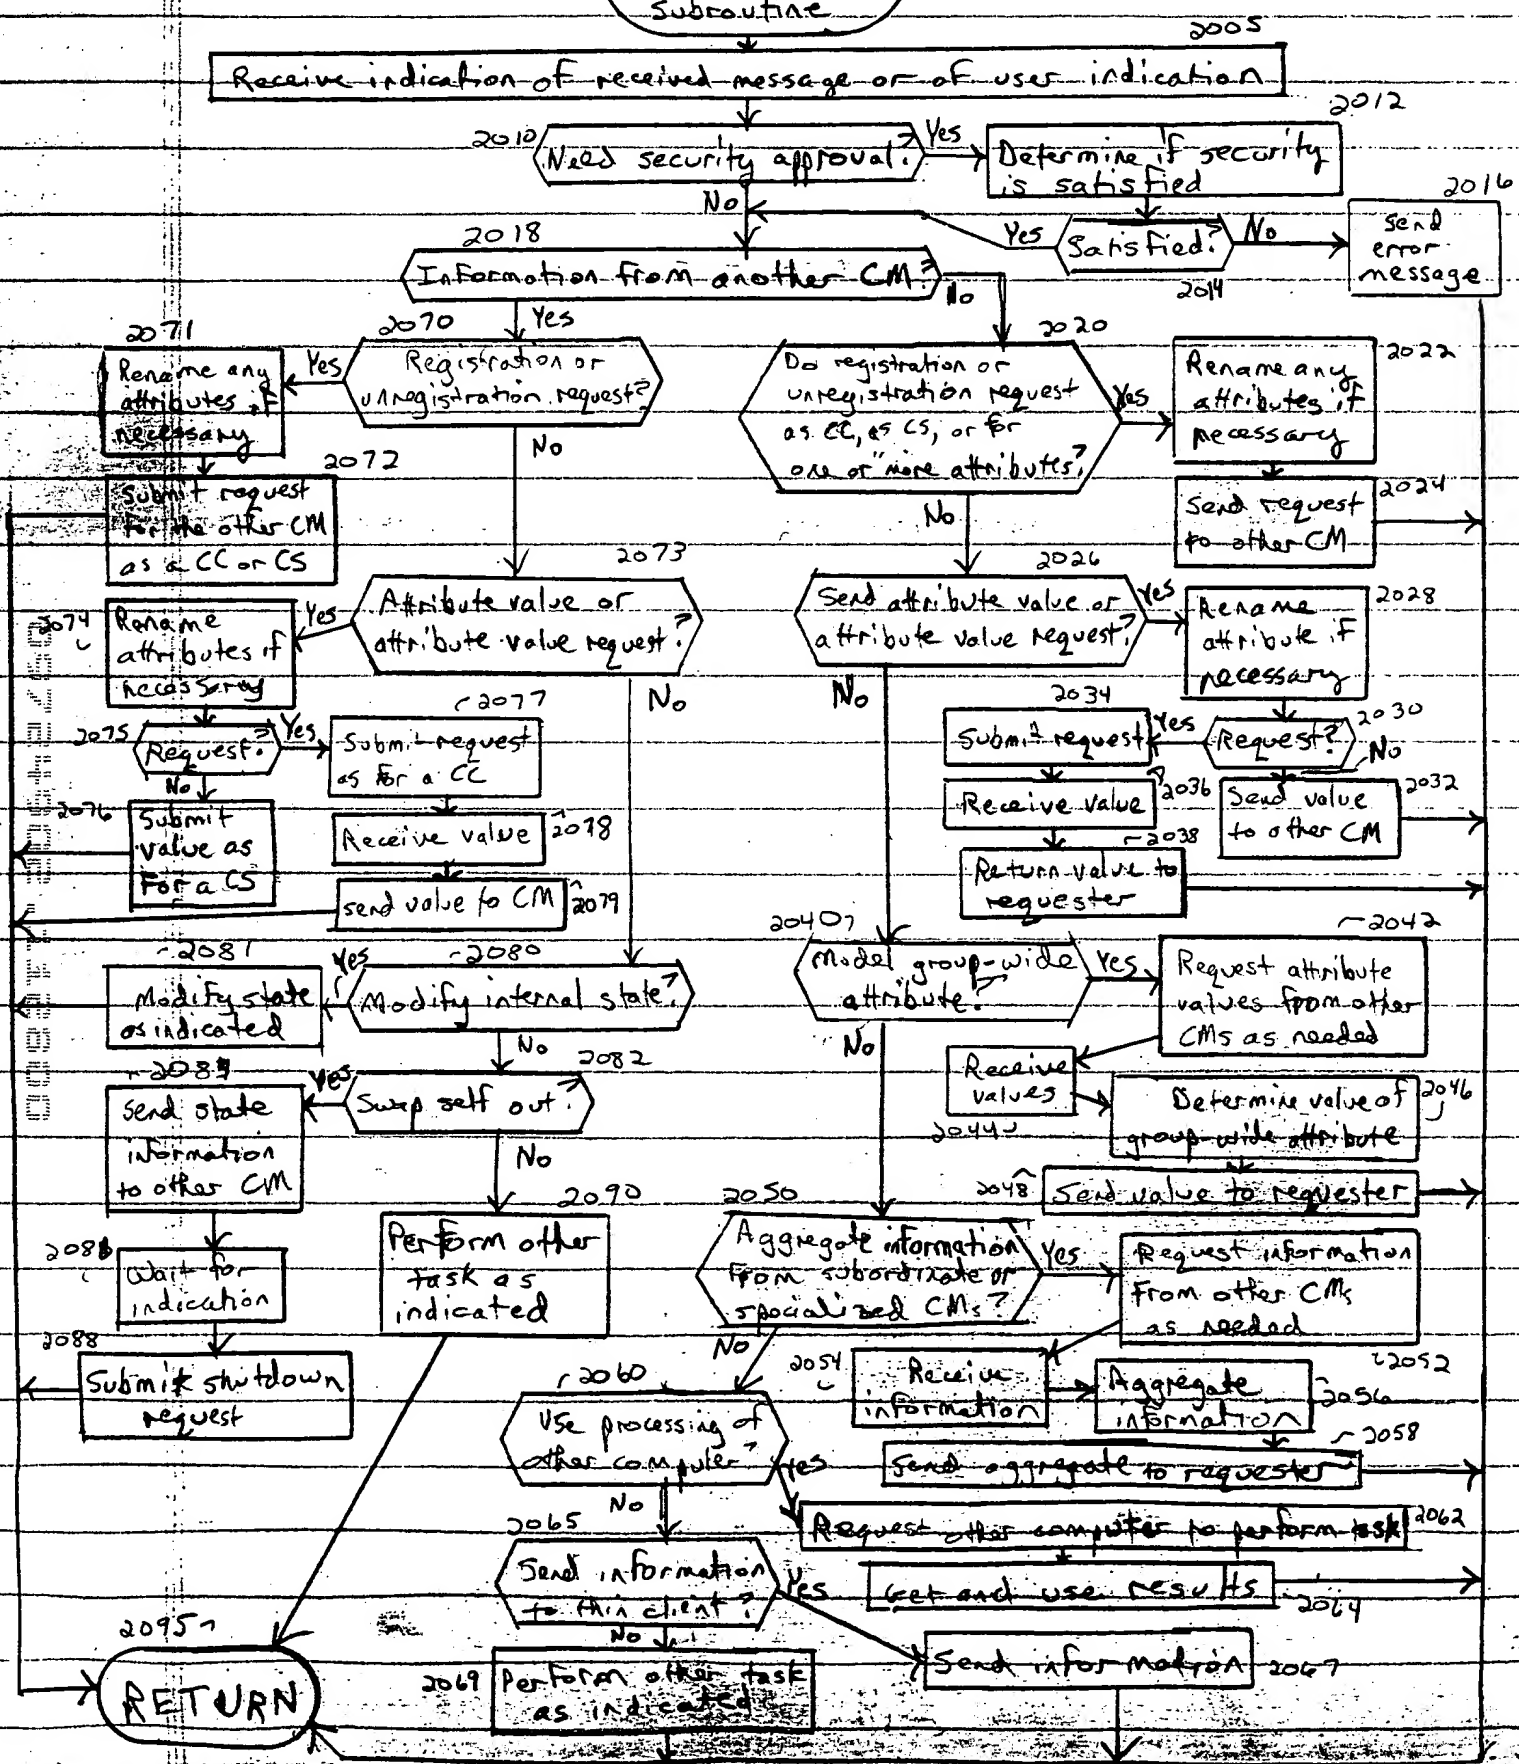 Subroutine
2005
Receive indication of received message or of user indication
2010
Need security approval?
Yes
2012
Determine if security
is satisfied
No
Yes
Satisfied?
No
2014
2016
Send
error
message
2018
Information from another CM?
Yes
No
2071
Rename any
attributes if
necessary
Yes
2070
Registration or
unregistration request?
No
2020
Do registration or
unregistration request
as CC, as CS, or for
one or more attributes?
Yes
No
2022
Rename any
attributes if
necessary
2072
Submit request
for the other CM
as a CC or CS
2024
Send request
to other CM
2073
Attribute value or
attribute value request?
Yes
No
2074
Rename
attributes if
necessary
2026
Send attribute value or
attribute value request?
Yes
No
2028
Rename
attribute if
necessary
2075
Request?
Yes
No
2077
Submit request
as for a CC
2034
Submit request
Yes
Request?
2030
No
2076
Submit
value as
for a CS
Receive value
2078
Receive value
2036
Send value
to other CM
2032
send value to CM
2079
2038
Return value to
requester
2081
Modify state
as indicated
Yes
2080
Modify internal state?
No
2040
Model group-wide
attribute?
Yes
No
2042
Request attribute
values from other
CMs as needed
Send state
information
to other CM
Yes
2082
Swap self out?
No
Receive
values
2044
Determine value of
group-wide attribute
2046
2048
Send value to requester
Wait for
indication
2090
Perform other
task as
indicated
2050
Aggregate information
from subordinate or
specialized CMs?
Yes
No
Request information
from other CMs
as needed
2052
2088
Submit shutdown
request
2054
Receive
information
Aggregate
information
2056
2058
Send aggregate to requester
2060
Use processing of
other computer?
Yes
No
Request other computer to perform task
2062
Get and use results
2064
2065
Send information
to thin client?
Yes
No
Send information
2067
2069
Perform other task
as indicated
2095
RETURN